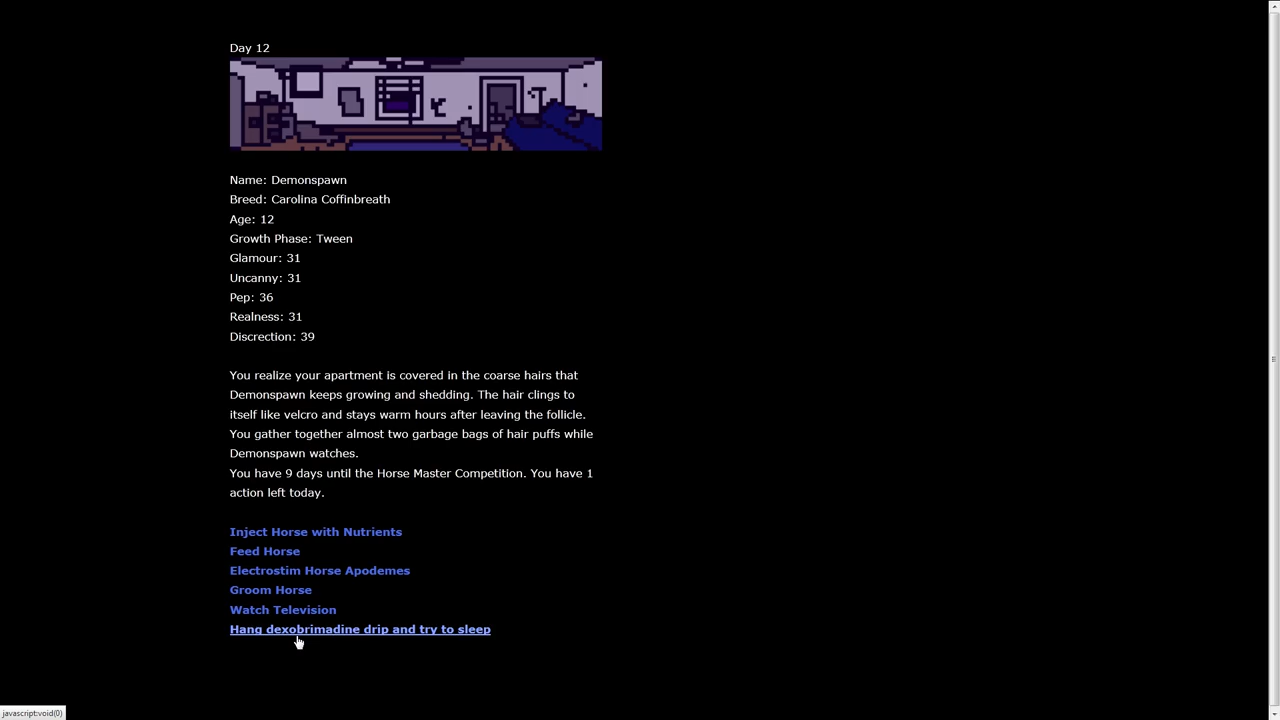 Day 12
Name: Demonspawn
Breed: Carolina Coffinbreath
Age: 12
Growth Phase: Tween
Glamour: 31
Uncanny: 31
Pep: 36
Realness: 31
Discrection: 39
You realize your apartment is covered in the coarse hairs that
Demonspawn keeps growing and shedding. The hair clings to
itself like velcro and stays warm hours after leaving the follicle.
You gather together almost two garbage bags of hair puffs while
Demonspawn watches.
You have 9 days until the Horse Master Competition. You have 1
action left today.
Inject Horse with Nutrients
Feed Horse
Electrostim Horse Apodemes
Groom Horse
Watch Television
Hang dexobrimadine drip and try to sleep
javascript:void(0)